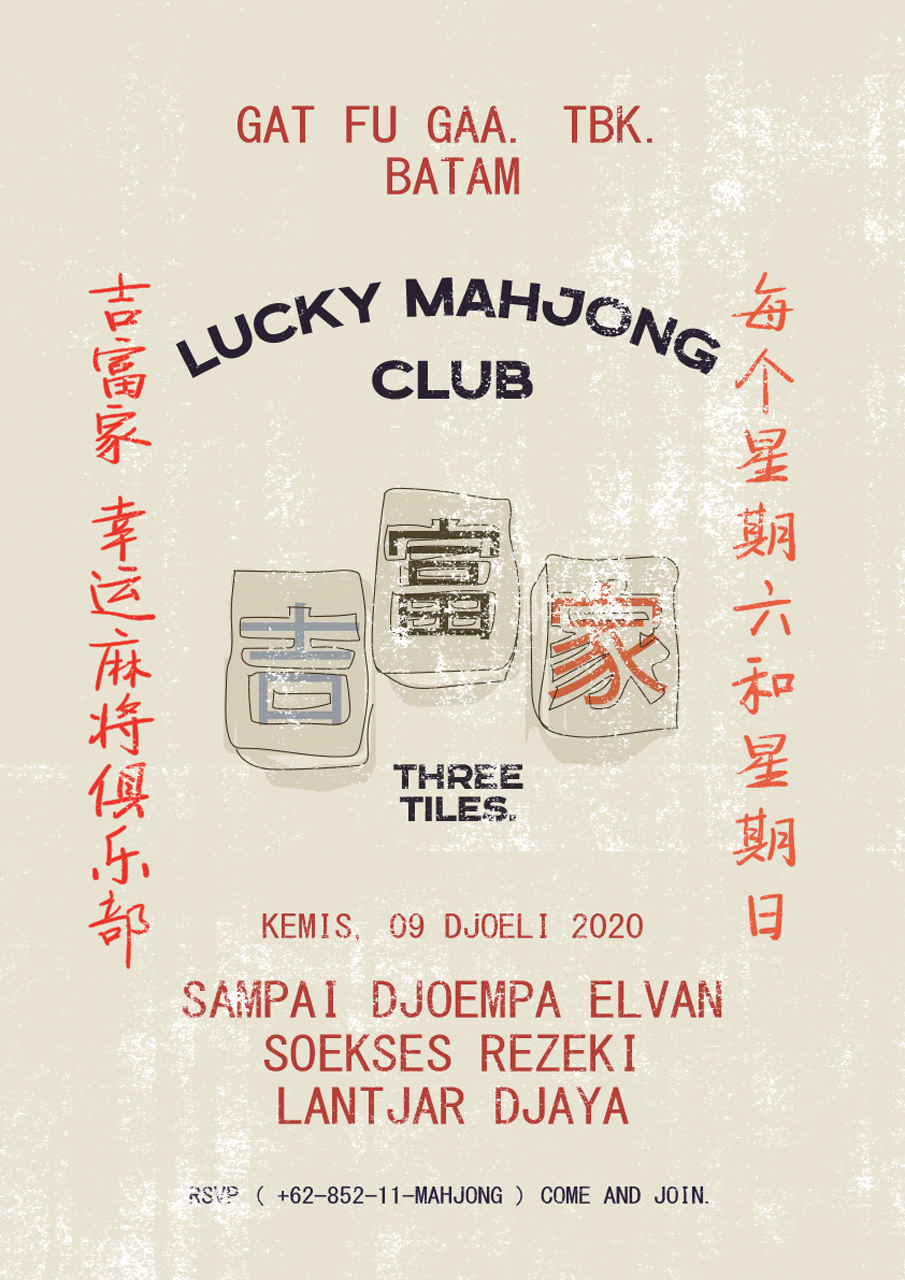 GAT FU GAA. TBK.
BATAM
LUCKY MAHJONG
CLUB
吉富家 幸运麻将俱乐部
每个星期六和星期日
吉
富
家
THREE
TILES.
KEMIS, 09 DJOELI 2020
SAMPAI DJOEMPA ELVAN
SOEKSES REZEKI
LANTJAR DJAYA
RSVP ( +62-852-11-MAHJONG ) COME AND JOIN.